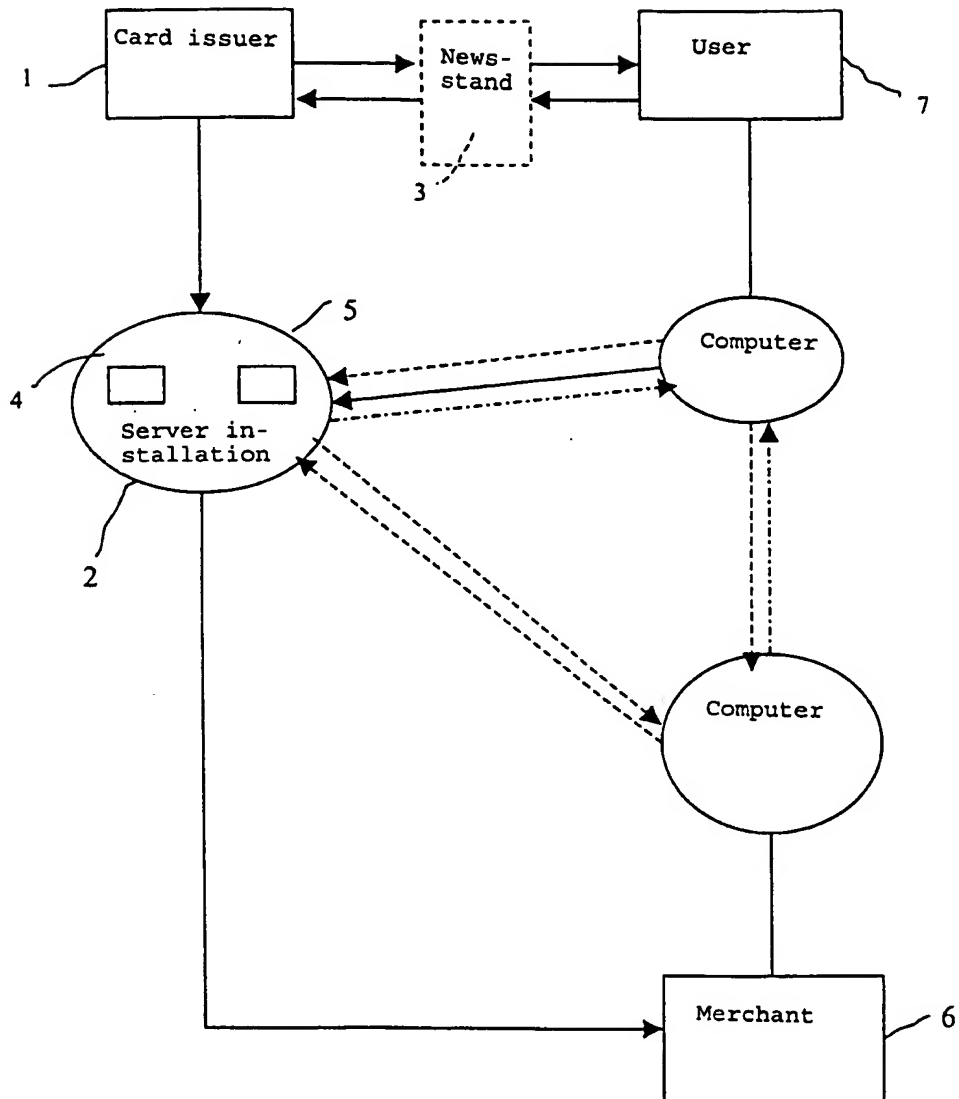 Card issuer
News-
stand
User
1
7
3
5
Computer
4
Server in-
stallation
2
Computer
Merchant
6